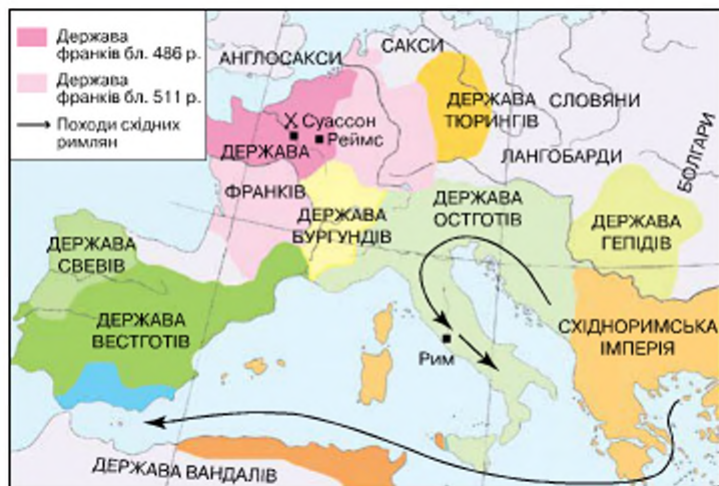 Держава
франків бл. 486 р.
Держава
франків бл. 511 р.
Походи східних
римлян
АНГЛОСАКСИ
САКСИ
ДЕРЖАВА
ТЮРИНГІВ
СЛОВЯНИ
Суассон
Реймс
ДЕРЖАВА
ФРАНКІВ
ЛАНГОБАРДИ
БОЛГАРИ
ДЕРЖАВА
БУРГУНДІВ
ДЕРЖАВА
ОСТГОТІВ
ДЕРЖАВА
ГЕПІДІВ
ДЕРЖАВА
СВЕВІВ
ДЕРЖАВА
ВЕСТГОТІВ
СХІДНОРИМСЬКА
ІМПЕРІЯ
Рим
ДЕРЖАВА ВАНДАЛІВ